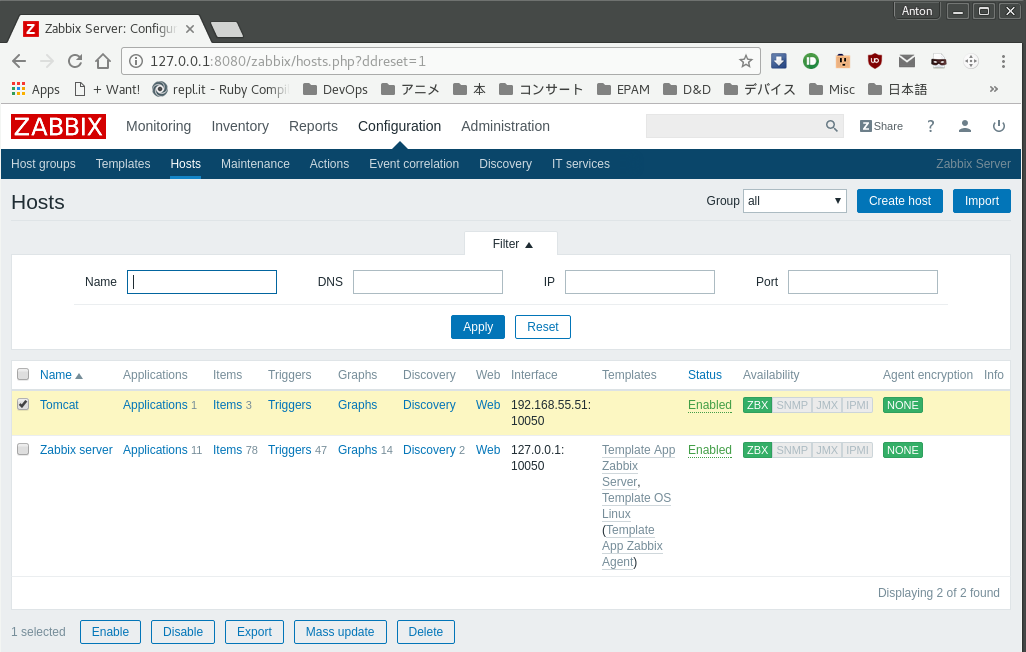 Anton
Z Zabbix Server: Configu
127.0.0.1:8080/zabbix/hosts.php?ddreset=1
Apps + Want! repl.it - Ruby Compil DevOps アニメ 本 コンサート EPAM D&D デバイス Misc 日本語 »
ZABBIX Monitoring Inventory Reports Configuration Administration Z Share ?
Host groups Templates Hosts Maintenance Actions Event correlation Discovery IT services Zabbix Server
Hosts Group all Create host Import
Filter
Name DNS IP Port
Apply Reset
Name Applications Items Triggers Graphs Discovery Web Interface Templates Status Availability Agent encryption Info
Tomcat Applications 1 Items 3 Triggers Graphs Discovery Web 192.168.55.51: Enabled ZBX SNMP JMX IPMI NONE
10050
Zabbix server Applications 11 Items 78 Triggers 47 Graphs 14 Discovery 2 Web 127.0.0.1: Template App Enabled ZBX SNMP JMX IPMI NONE
10050 Zabbix
Server,
Template OS
Linux
(Template
App Zabbix
Agent)
Displaying 2 of 2 found
1 selected Enable Disable Export Mass update Delete